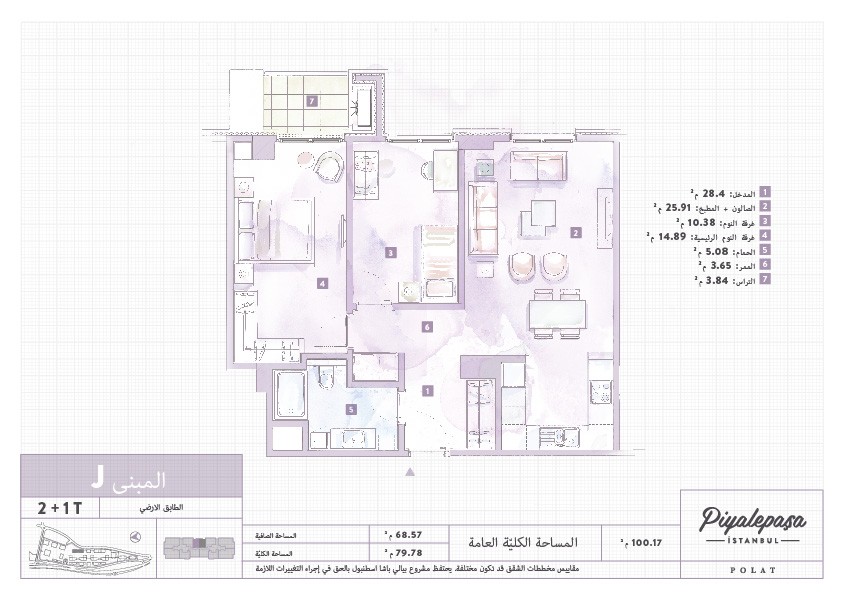 7
3
2
4
6
1
5
1 المدخل: 28.4 م²
2 الصالون + المطبخ: 25.91 م²
3 غرفة النوم: 10.38 م²
4 غرفة النوم الرئيسية: 14.89 م²
5 الحمام: 5.08 م²
6 الممر: 3.65 م²
7 التراس: 3.84 م²
المبنى J
2+1T
الطابق الارضي
المساحة الصافية
68.57 م²
المساحة الكليّة
79.78 م²
المساحة الكليّة العامة
100.17 م²
مقاييس مخططات الشقق قد تكون مختلفة. يحتفظ مشروع بيالي باشا اسطنبول بالحق في إجراء التغييرات اللازمة
Piyalepaşa
İSTANBUL
POLAT